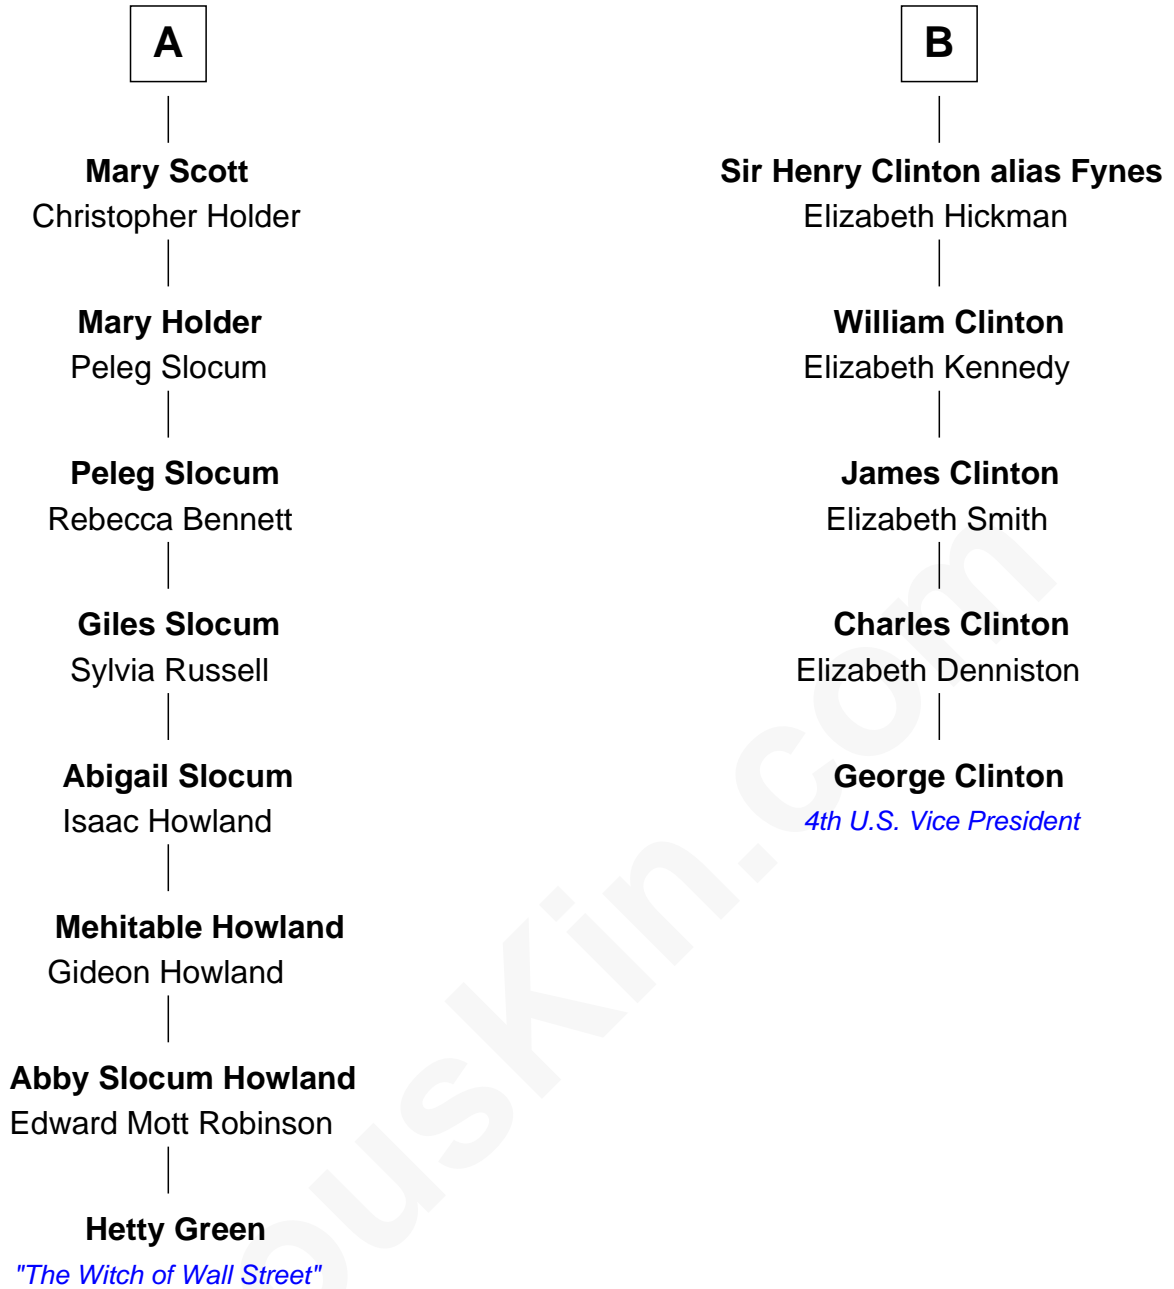 A
Mary Scott
Christopher Holder
Mary Holder
Peleg Slocum
Peleg Slocum
Rebecca Bennett
Giles Slocum
Sylvia Russell
Abigail Slocum
Isaac Howland
Mehitable Howland
Gideon Howland
Abby Slocum Howland
Edward Mott Robinson
Hetty Green
"The Witch of Wall Street"
B
Sir Henry Clinton alias Fynes
Elizabeth Hickman
William Clinton
Elizabeth Kennedy
James Clinton
Elizabeth Smith
Charles Clinton
Elizabeth Denniston
George Clinton
4th U.S. Vice President
ousKin.com